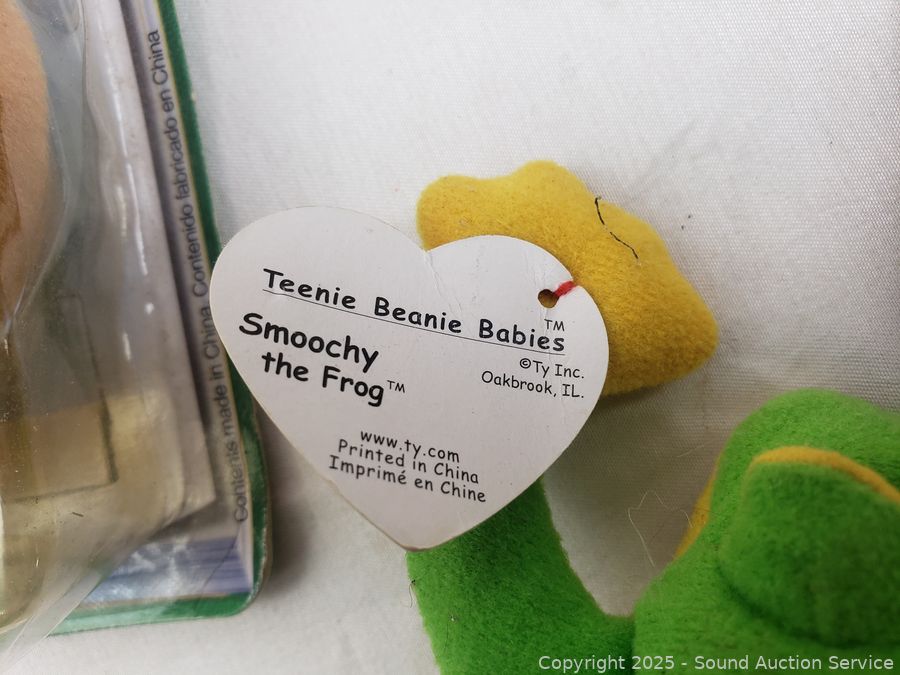 Contents made in China Contenido fabricado en China
Teenie Beanie Babies™
Smoochy
the Frog™
©Ty Inc.
Oakbrook, IL.
www.ty.com
Printed in China
Imprimé en Chine
Copyright 2025 - Sound Auction Service